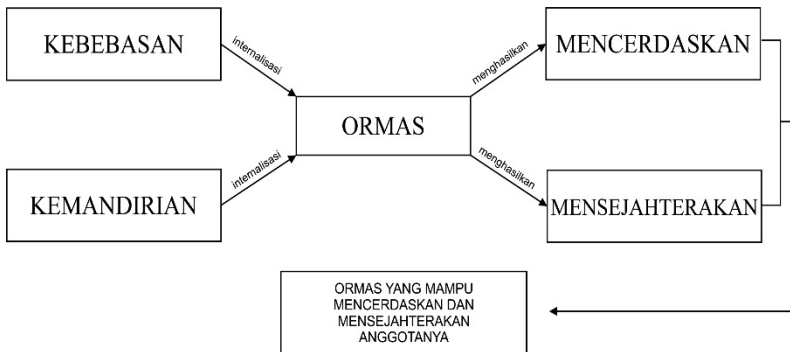 KEBEBASAN
internalisasi
KEMANDIRIAN
internalisasi
ORMAS
menghasilkan
MENCERDASKAN
menghasilkan
MENSEJAHTERAKAN
ORMAS YANG MAMPU
MENCERDASKAN DAN
MENSEJAHTERAKAN
ANGGOTANYA